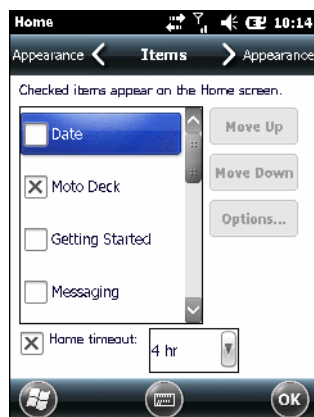 Home 10:14
Appearance Items Appearance
Checked items appear on the Home screen.
Date
Moto Deck
Getting Started
Messaging
Move Up
Move Down
Options...
Home timeout: 4 hr
OK